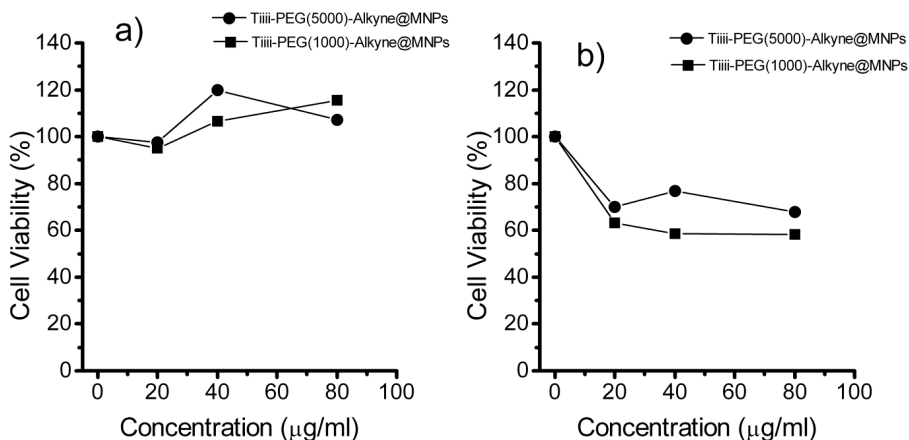 a)
Tiiii-PEG(5000)-Alkyne@MNPs
Tiiii-PEG(1000)-Alkyne@MNPs
140
120
100
80
60
40
20
0
Cell Viability (%)
0 20 40 60 80 100
Concentration (μg/ml)
b)
Tiiii-PEG(5000)-Alkyne@MNPs
Tiiii-PEG(1000)-Alkyne@MNPs
140
120
100
80
60
40
20
0
Cell Viability (%)
0 20 40 60 80 100
Concentration (μg/ml)